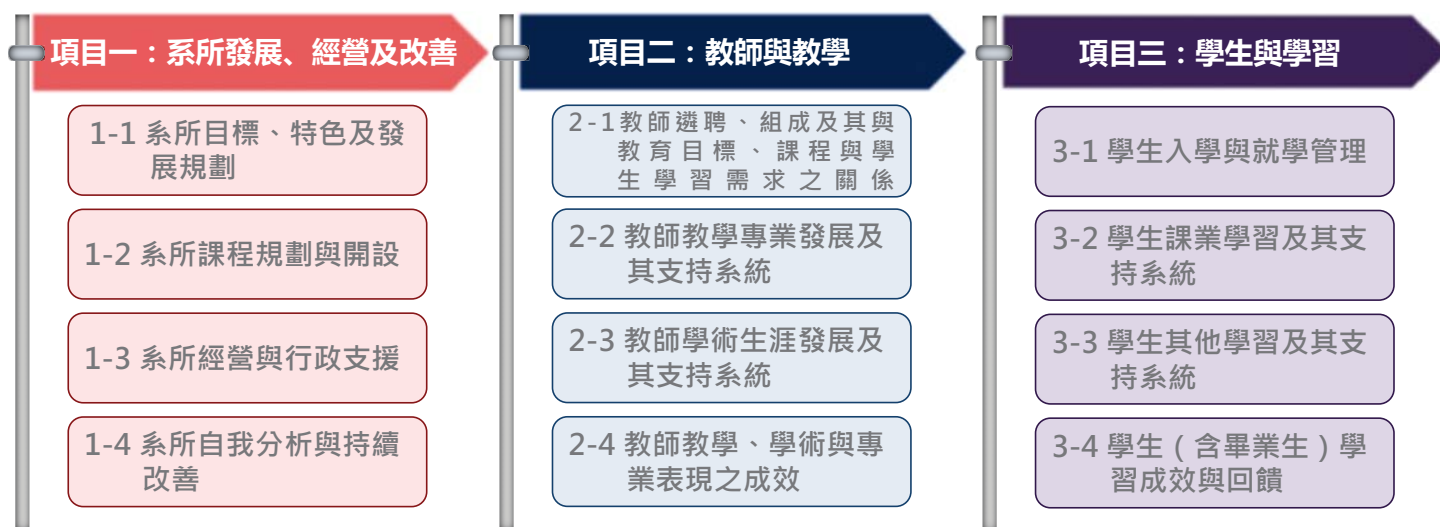 項目一：系所發展、經營及改善
1-1 系所目標、特色及發
展規劃
1-2 系所課程規劃與開設
1-3 系所經營與行政支援
1-4 系所自我分析與持續
改善
項目二：教師與教學
2-1教師遴聘、組成及其與
教育目標、課程與學
生學習需求之關係
2-2 教師教學專業發展及
其支持系統
2-3 教師學術生涯發展及
其支持系統
2-4 教師教學、學術與專
業表現之成效
項目三：學生與學習
3-1 學生入學與就學管理
3-2 學生課業學習及其支
持系統
3-3 學生其他學習及其支
持系統
3-4 學生（含畢業生）學
習成效與回饋